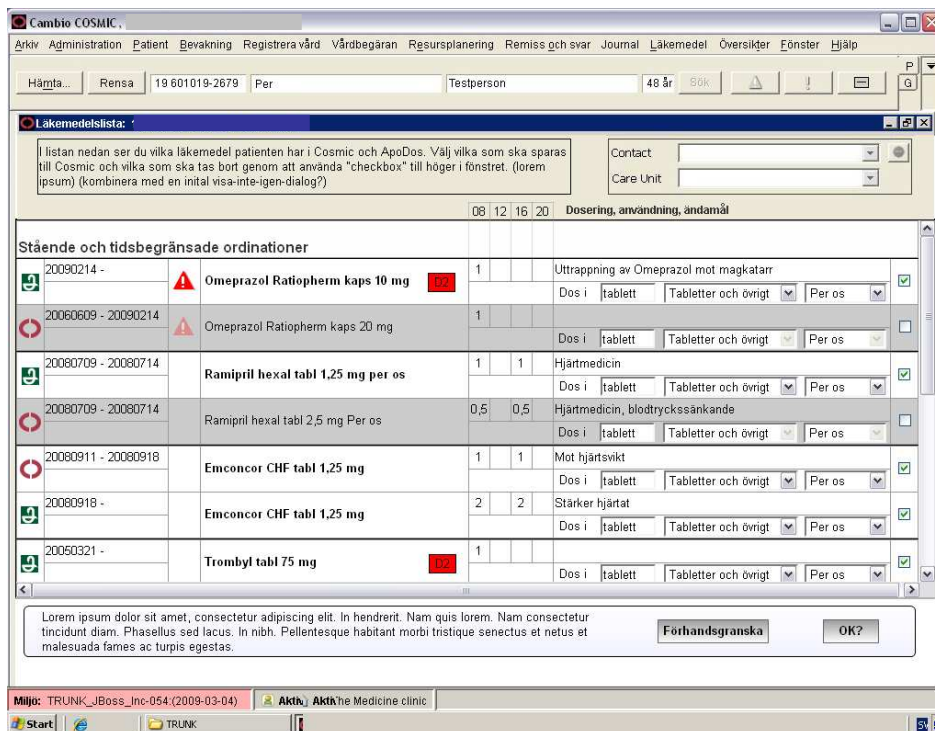 Cambio COSMIC,
Arkiv Administration Patient Bevakning Registrera vård Vårdbegäran Resursplanering Remiss och svar Journal Läkemedel Översikter Fönster Hjälp
Hämta... Rensa 19 601019-2679 Per Testperson 48 år Sök ! P G
Läkemedelslista:
I listan nedan ser du vilka läkemedel patienten har i Cosmic och ApoDos. Välj vilka som ska sparas
till Cosmic och vilka som ska tas bort genom att använda "checkbox" till höger i fönstret. (lorem
ipsum) (kombinera med en inital visa-inte-igen-dialog?)
Contact
Care Unit
08 12 16 20 Dosering, användning, ändamål
Stående och tidsbegränsade ordinationer
20090214 - Omeprazol Ratiopherm kaps 10 mg D2 1 Uttrappning av Omeprazol mot magkatarr
Dos i tablett Tabletter och övrigt Per os
20060609 - 20090214 Omeprazol Ratiopherm kaps 20 mg 1
Dos i tablett Tabletter och övrigt Per os
20080709 - 20080714 Ramipril hexal tabl 1,25 mg per os 1 1 Hjärtmedicin
Dos i tablett Tabletter och övrigt Per os
20080709 - 20080714 Ramipril hexal tabl 2,5 mg Per os 0,5 0,5 Hjärtmedicin, blodtryckssänkande
Dos i tablett Tabletter och övrigt Per os
20080911 - 20080918 Emconcor CHF tabl 1,25 mg 1 1 Mot hjärtsvikt
Dos i tablett Tabletter och övrigt Per os
20080918 - Emconcor CHF tabl 1,25 mg 2 2 Stärker hjärtat
Dos i tablett Tabletter och övrigt Per os
20050321 - Trombyl tabl 75 mg D2 1
Dos i tablett Tabletter och övrigt Per os
Lorem ipsum dolor sit amet, consectetur adipiscing elit. In hendrerit. Nam quis lorem. Nam consectetur
tincidunt diam. Phasellus sed lacus. In nibh. Pellentesque habitant morbi tristique senectus et netus et
malesuada fames ac turpis egestas.
Förhandsgranska OK?
Miljö: TRUNK_JBoss_Inc-054:(2009-03-04) Medicine clinic
Start TRUNK